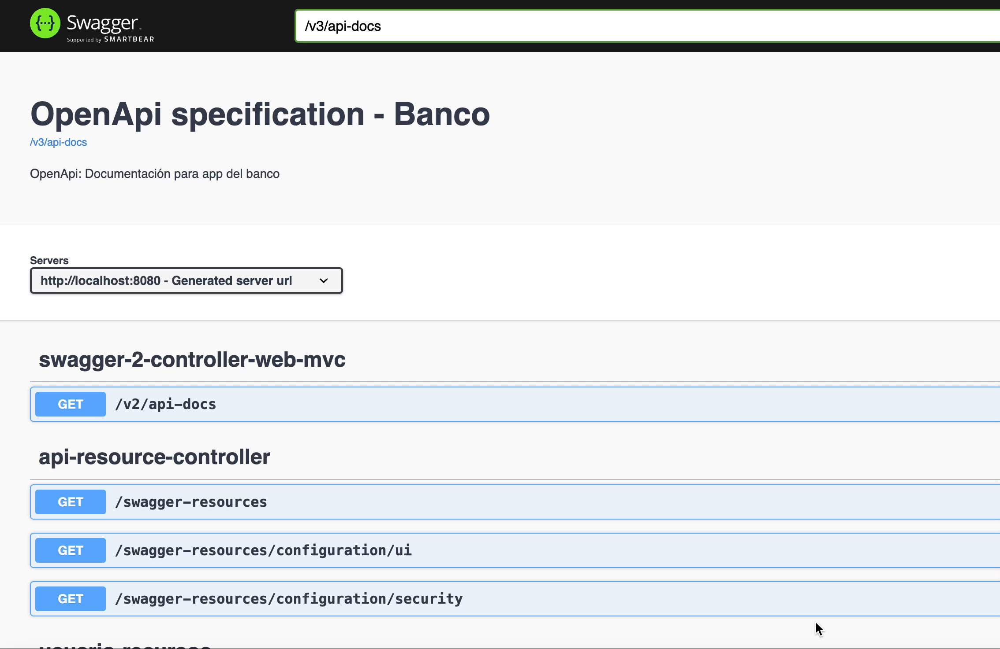 Swagger™
Supported by SMARTBEAR
/v3/api-docs
OpenApi specification - Banco
/v3/api-docs
OpenApi: Documentación para app del banco
Servers
http://localhost:8080 - Generated server url
swagger-2-controller-web-mvc
GET /v2/api-docs
api-resource-controller
GET /swagger-resources
GET /swagger-resources/configuration/ui
GET /swagger-resources/configuration/security